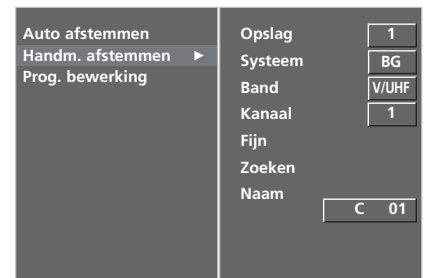 Auto afstemmen
Handm. afstemmen ►
Prog. bewerking
Opslag 1
Systeem BG
Band V/UHF
Kanaal 1
Fijn
Zoeken
Naam
C 01